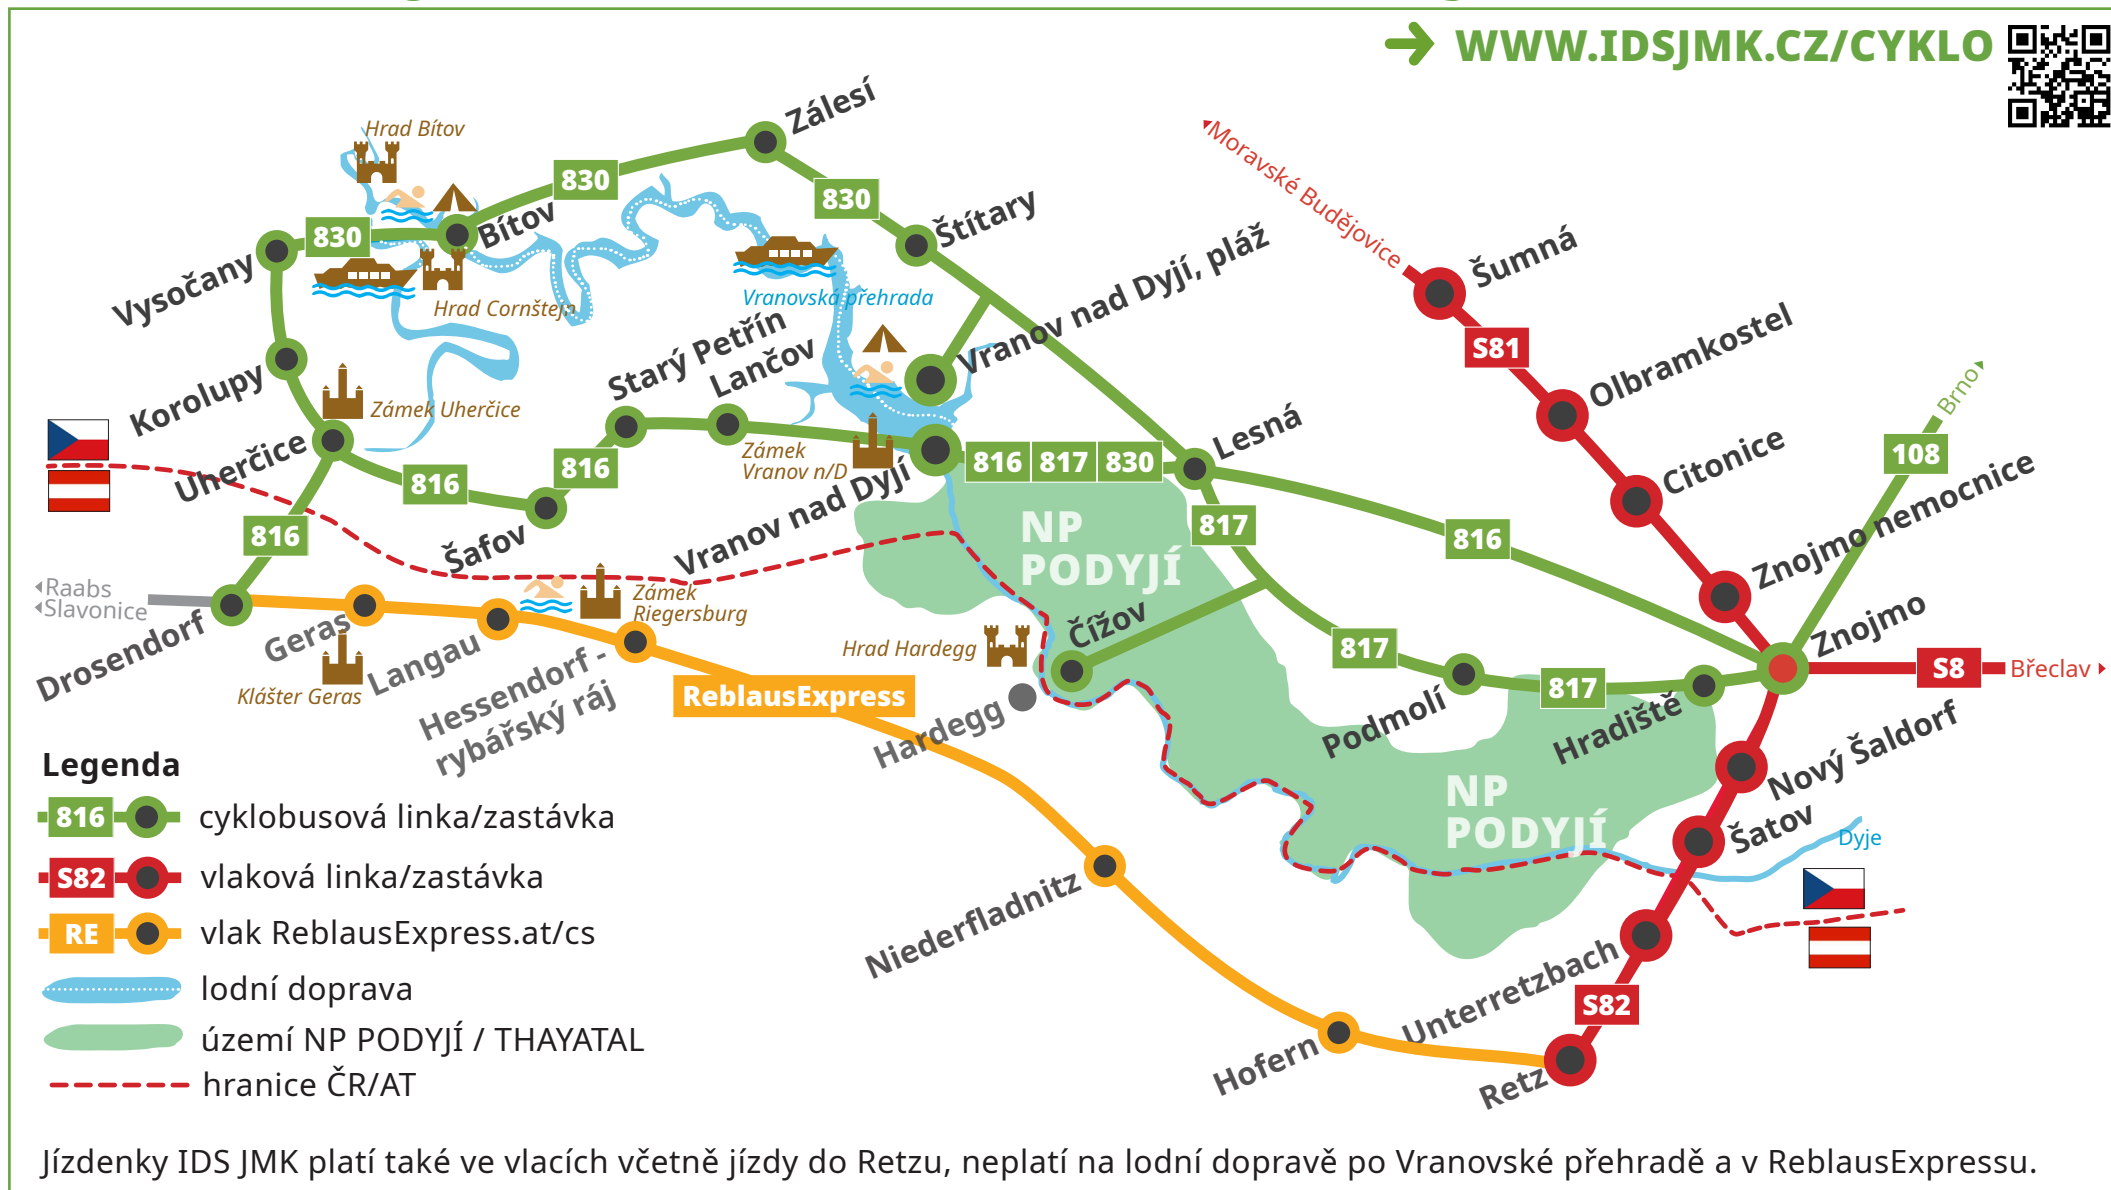 WWW.IDSJMK.CZ/CYKLO
Zálesí
Hrad Bítov
Moravské Budějovice
830
830
Štítary
Bítov
830
Šumná
Vysočany
Vranov nad Dyjí, pláž
Hrad Cornštejn
Vranovská přehrada
S81
Olbramkostel
Starý Petřín
Lančov
Korolupy
Zámek Uherčice
Brno
Lesná
Citonice
108
Uherčice
Zámek
Vranov n/D
816 817 830
816
816
Znojmo nemocnice
Vranov nad Dyjí
NP
PODYJÍ
817
816
816
Šafov
Raabs
Slavonice
Zámek
Riegersburg
Čížov
Znojmo
Drosendorf
Geras
Langau
Hrad Hardegg
817
S8
Břeclav
Klášter Geras
Hessendorf -
rybářský ráj
ReblausExpress
817
Hardegg
Podmolí
Hradiště
Nový Šaldorf
NP
PODYJÍ
Šatov
Dyje
Niederfladnitz
Unterretzbach
S82
Hofern
Retz
Legenda
816 cyklobusová linka/zastávka
S82 vlaková linka/zastávka
RE vlak ReblausExpress.at/cs
lodní doprava
území NP PODYJÍ / THAYATAL
hranice ČR/AT
Jízdenky IDS JMK platí také ve vlacích včetně jízdy do Retzu, neplatí na lodní dopravě po Vranovské přehradě a v ReblausExpressu.